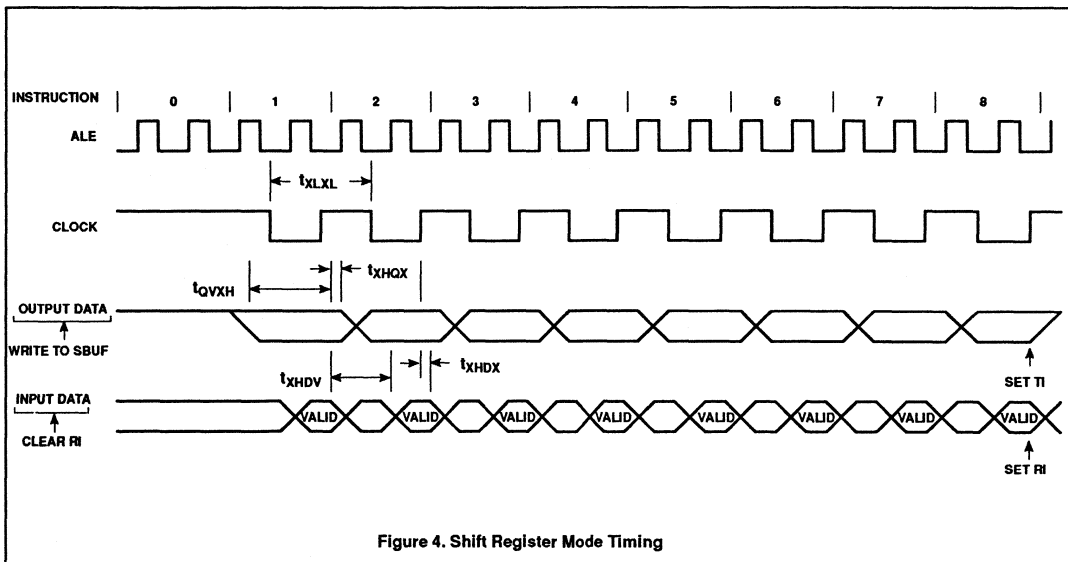 INSTRUCTION 0 1 2 3 4 5 6 7 8
ALE
tXLXL
CLOCK
tXHQX
tQVXH
OUTPUT DATA
WRITE TO SBUF
tXHDX
tXHDV
SET TI
INPUT DATA
VALID VALID VALID VALID VALID VALID VALID VALID
CLEAR RI
SET RI
Figure 4. Shift Register Mode Timing